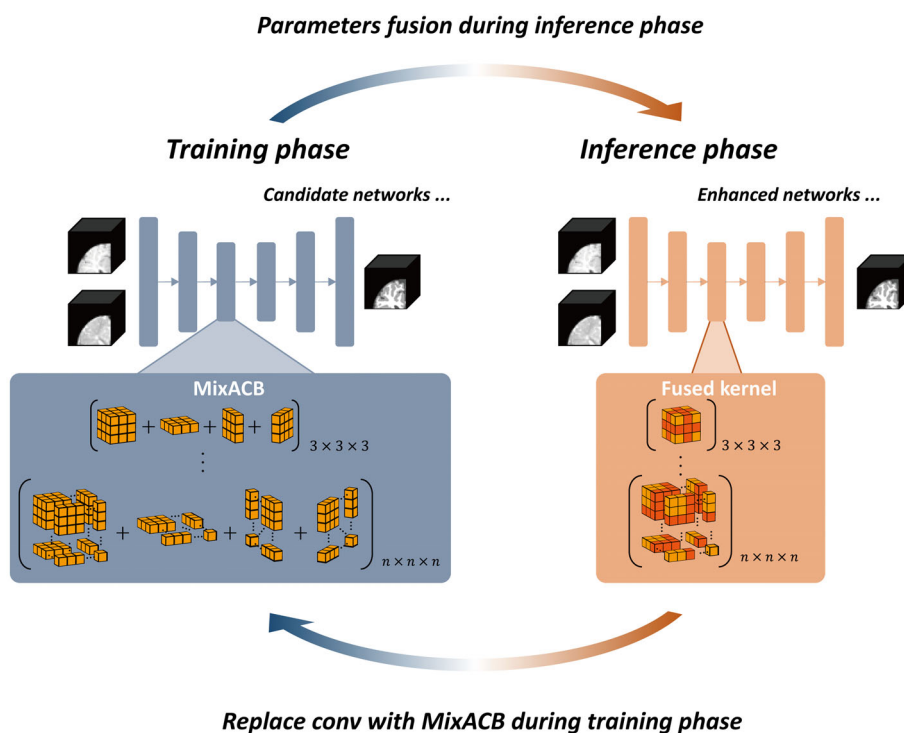 Parameters fusion during inference phase
Training phase
Inference phase
Candidate networks ...
Enhanced networks ...
MixACB
Fused kernel
+ + +
3 × 3 × 3
3 × 3 × 3
+ + +
n × n × n
n × n × n
Replace conv with MixACB during training phase